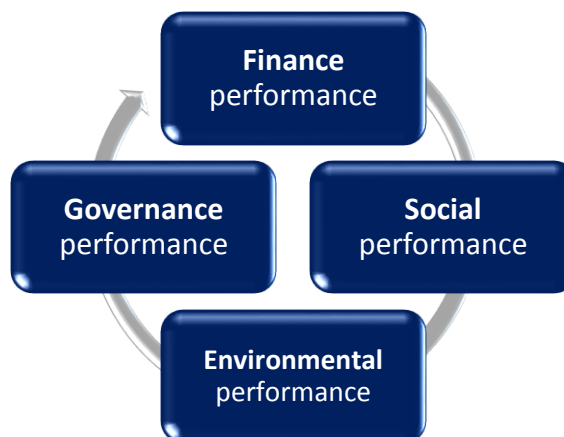 Finance
performance
Governance
performance
Social
performance
Environmental
performance